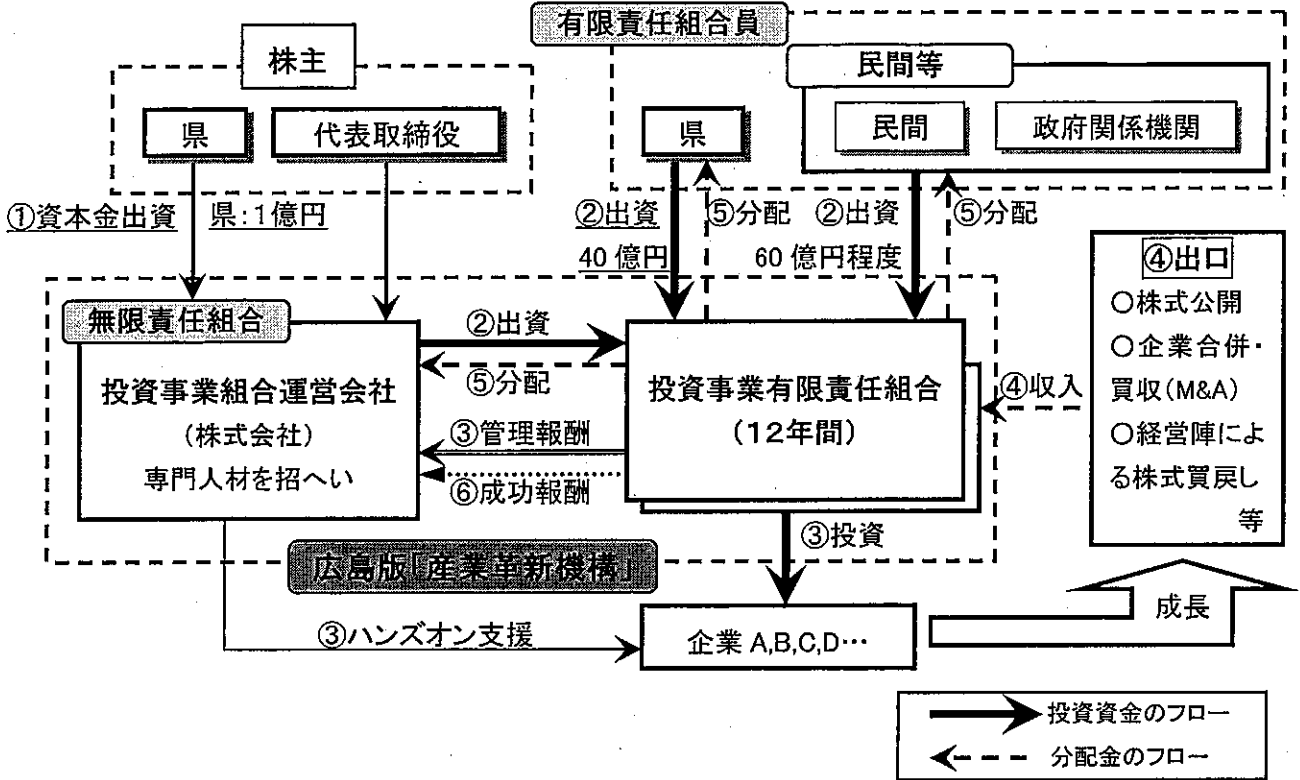 有限責任組合員
株主
民間等
県
代表取締役
県
民間
政府関係機関
①資本金出資
県：1億円
②出資
40億円
⑤分配
②出資
60億円程度
⑤分配
無限責任組合
投資事業組合運営会社
（株式会社）
専門人材を招へい
②出資
⑤分配
③管理報酬
⑥成功報酬
投資事業有限責任組合
（12年間）
④収入
④出口
○株式公開
○企業合併・
買収（M&A）
○経営陣によ
る株式買戻し
等
③投資
広島版「産業革新機構」
③ハンズオン支援
企業 A,B,C,D…
成長
投資資金のフロー
分配金のフロー